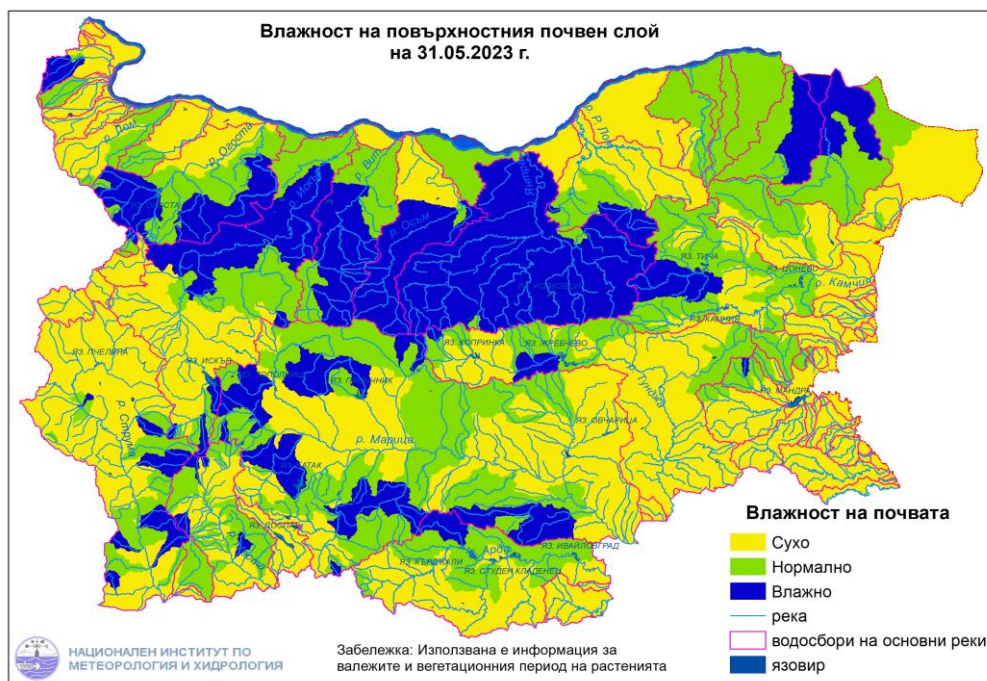 Влажност на повърхностния почвен слой
на 31.05.2023 г.
р. Лом
р. Огоста
р. Вит
р. Р. Лом
р. Осъм
ЯЗ. ТИЧА
ЯЗ. ЦОНЕВО
р. Камчия
ЯЗ. КАМЧИЯ
ЯЗ. КОПРИНКА
ЯЗ. ЖРЕБЧЕВО
ЯЗ. ПЧЕЛИНА
ЯЗ. ИСКЪР
р. Тунджа
ЯЗ. МАНДРА
р. Струма
ЯЗ. ОВЧАРИЦА
р. Марица
ЯЗ. ДОСПАТ
р. Места
р. Арда
ЯЗ. ИВАЙЛОВГРАД
ЯЗ. КЪРДЖАЛИ
ЯЗ. СТУДЕН КЛАДЕНЕЦ
Влажност на почвата
Сухо
Нормално
Влажно
река
водосбори на основни реки
язовир
НАЦИОНАЛЕН ИНСТИТУТ ПО
МЕТЕОРОЛОГИЯ И ХИДРОЛОГИЯ
Забележка: Използвана е информация за
валежите и вегетационния период на растенията